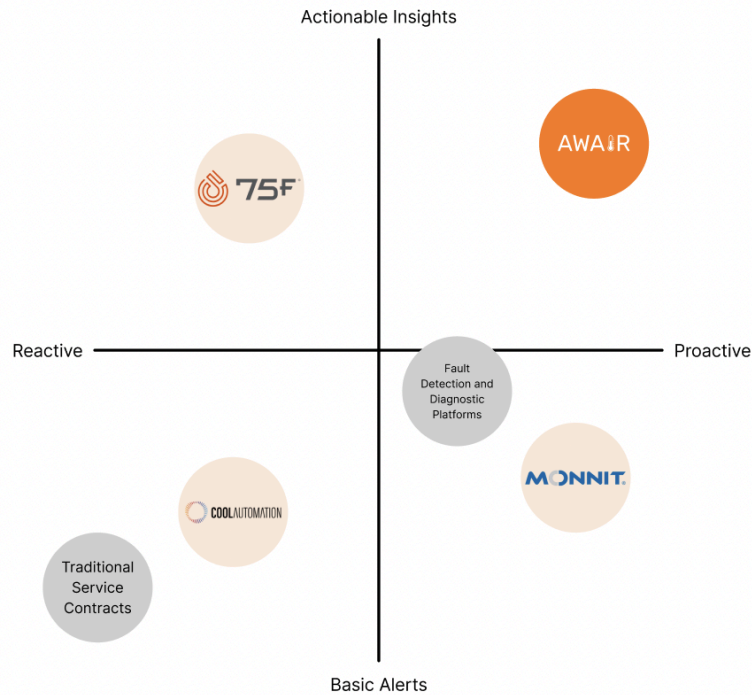 Actionable Insights
AWAIR
75F
Reactive
Proactive
Fault
Detection and
Diagnostic
Platforms
MONNIT
COOLAUTOMATION
Traditional
Service
Contracts
Basic Alerts